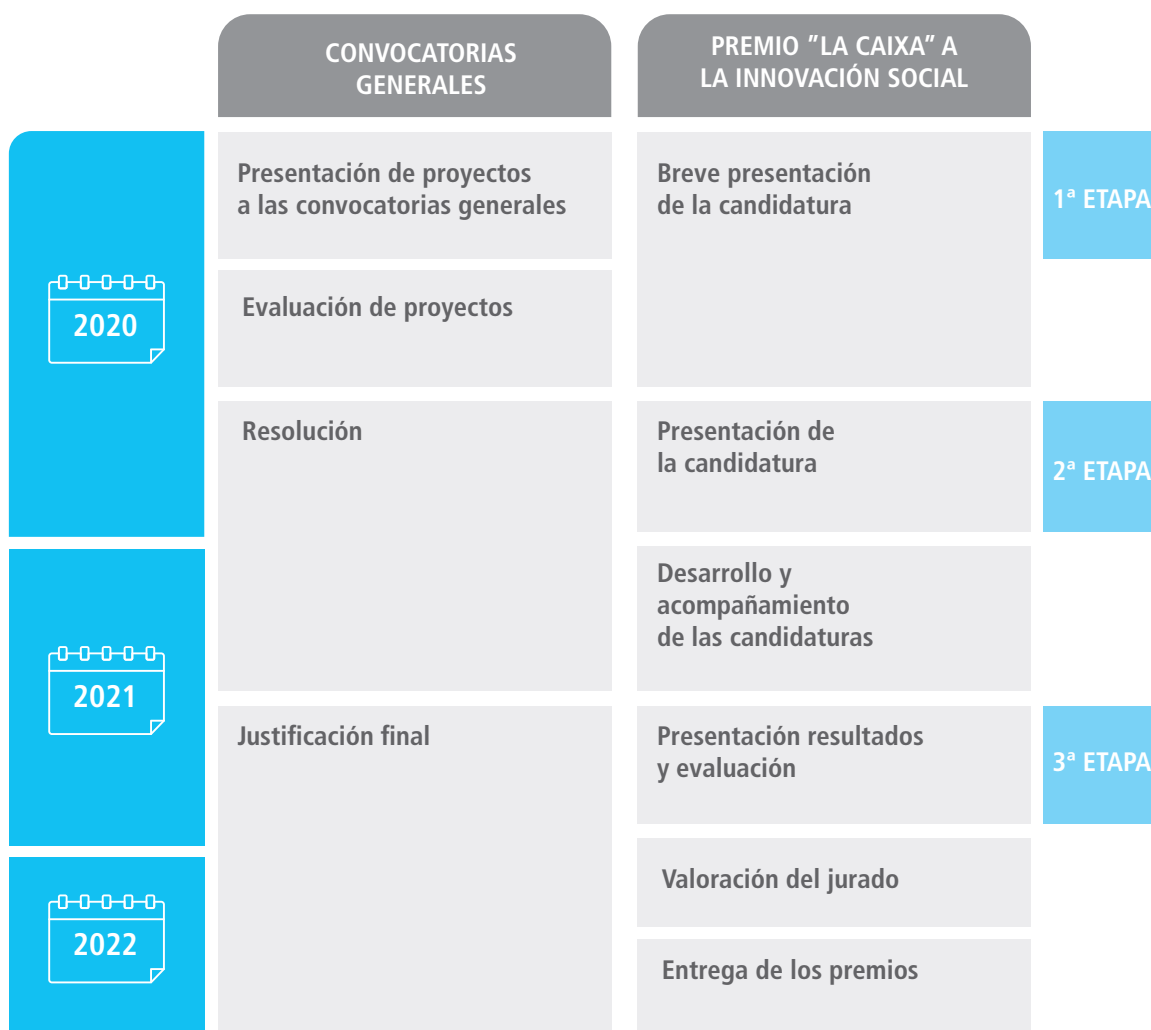 CONVOCATORIAS
GENERALES
PREMIO "LA CAIXA" A
LA INNOVACIÓN SOCIAL
2020
Presentación de proyectos
a las convocatorias generales
Breve presentación
de la candidatura
1ª ETAPA
Evaluación de proyectos
Resolución
Presentación de
la candidatura
2ª ETAPA
2021
Desarrollo y
acompañamiento
de las candidaturas
Justificación final
Presentación resultados
y evaluación
3ª ETAPA
2022
Valoración del jurado
Entrega de los premios